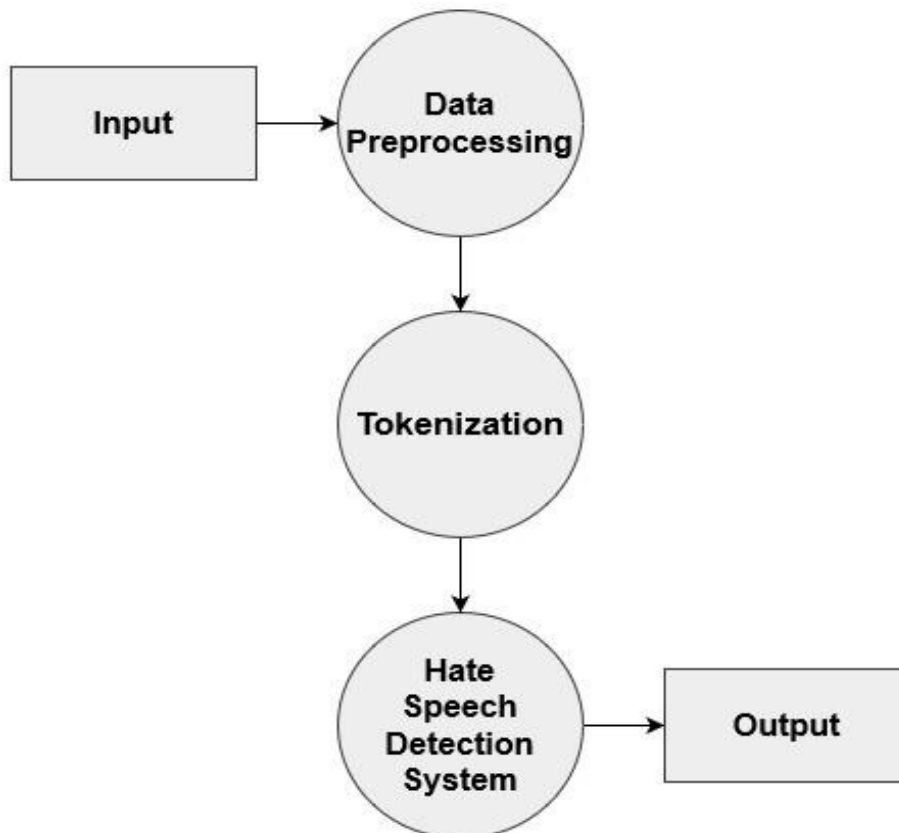 Input
Data
Preprocessing
Tokenization
Hate
Speech
Detection
System
Output